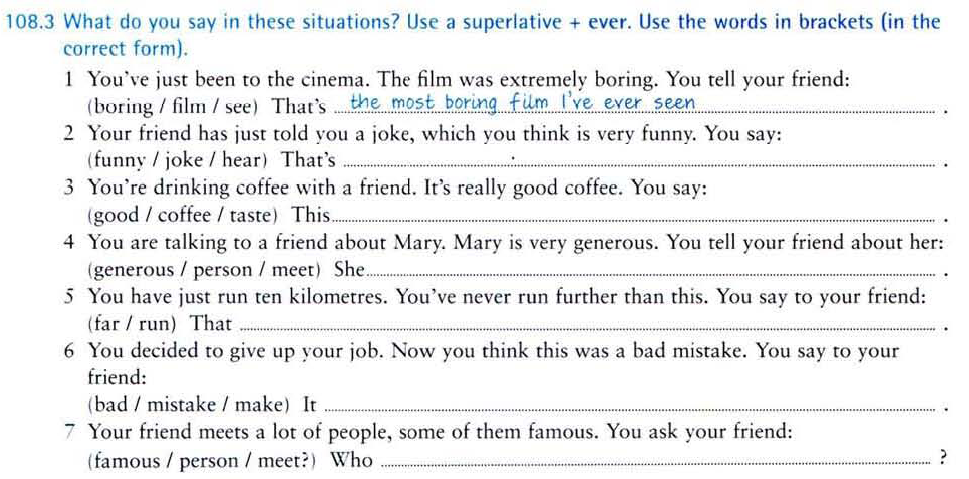 108.3 What do you say in these situations? Use a superlative + ever. Use the words in brackets (in the
correct form).
1 You've just been to the cinema. The film was extremely boring. You tell your friend:
(boring / film / see) That's the most boring film I've ever seen .
2 Your friend has just told you a joke, which you think is very funny. You say:
(funny / joke / hear) That's .
3 You're drinking coffee with a friend. It's really good coffee. You say:
(good / coffee / taste) This .
4 You are talking to a friend about Mary. Mary is very generous. You tell your friend about her:
(generous / person / meet) She .
5 You have just run ten kilometres. You've never run further than this. You say to your friend:
(far / run) That .
6 You decided to give up your job. Now you think this was a bad mistake. You say to your
friend:
(bad / mistake / make) It .
7 Your friend meets a lot of people, some of them famous. You ask your friend:
(famous / person / meet?) Who ?